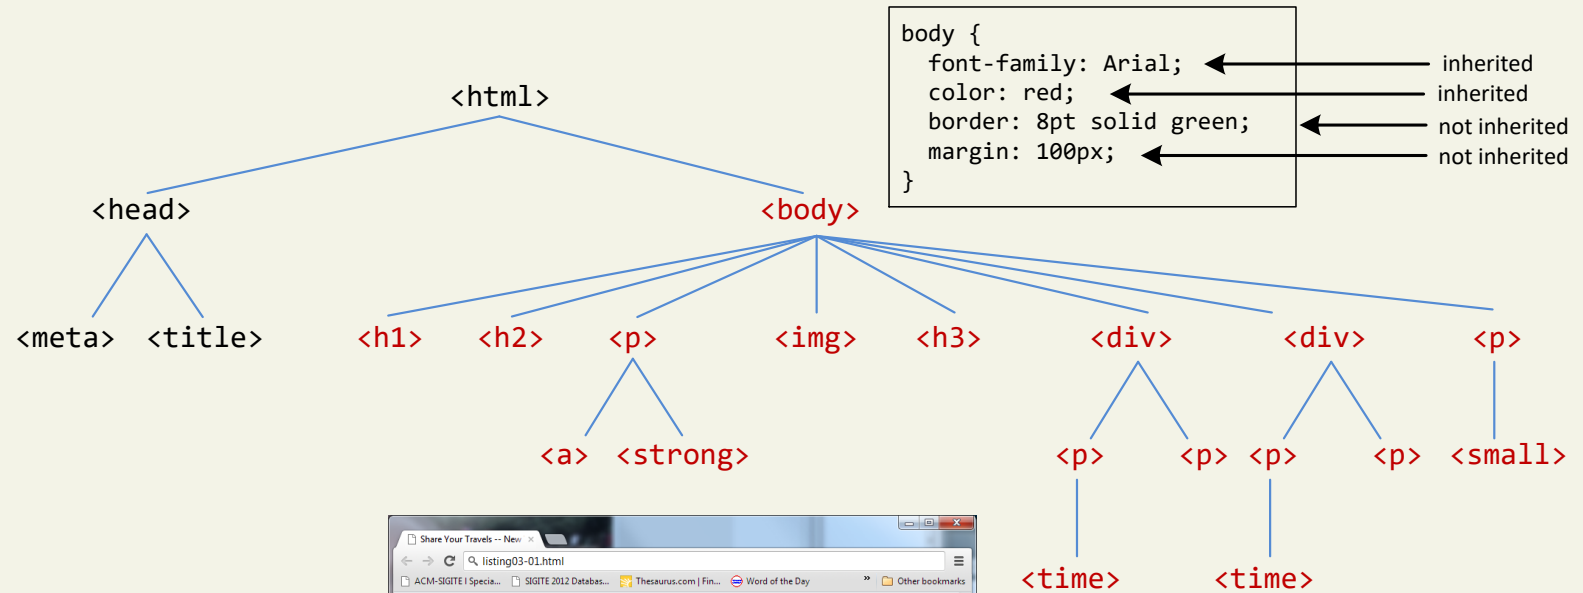 body {
font-family: Arial; inherited
color: red; inherited
border: 8pt solid green; not inherited
margin: 100px; not inherited
}
<html>
<head> <body>
<meta> <title> <h1> <h2> <p> <img> <h3> <div> <div> <p>
<a> <strong> <p> <p> <p> <p> <small>
<time> <time>
Share Your Travels -- New
listing03-01.html
ACM-SIGITE I Specia... SIGITE 2012 Databas... Thesaurus.com | Fin... Word of the Day » Other bookmarks